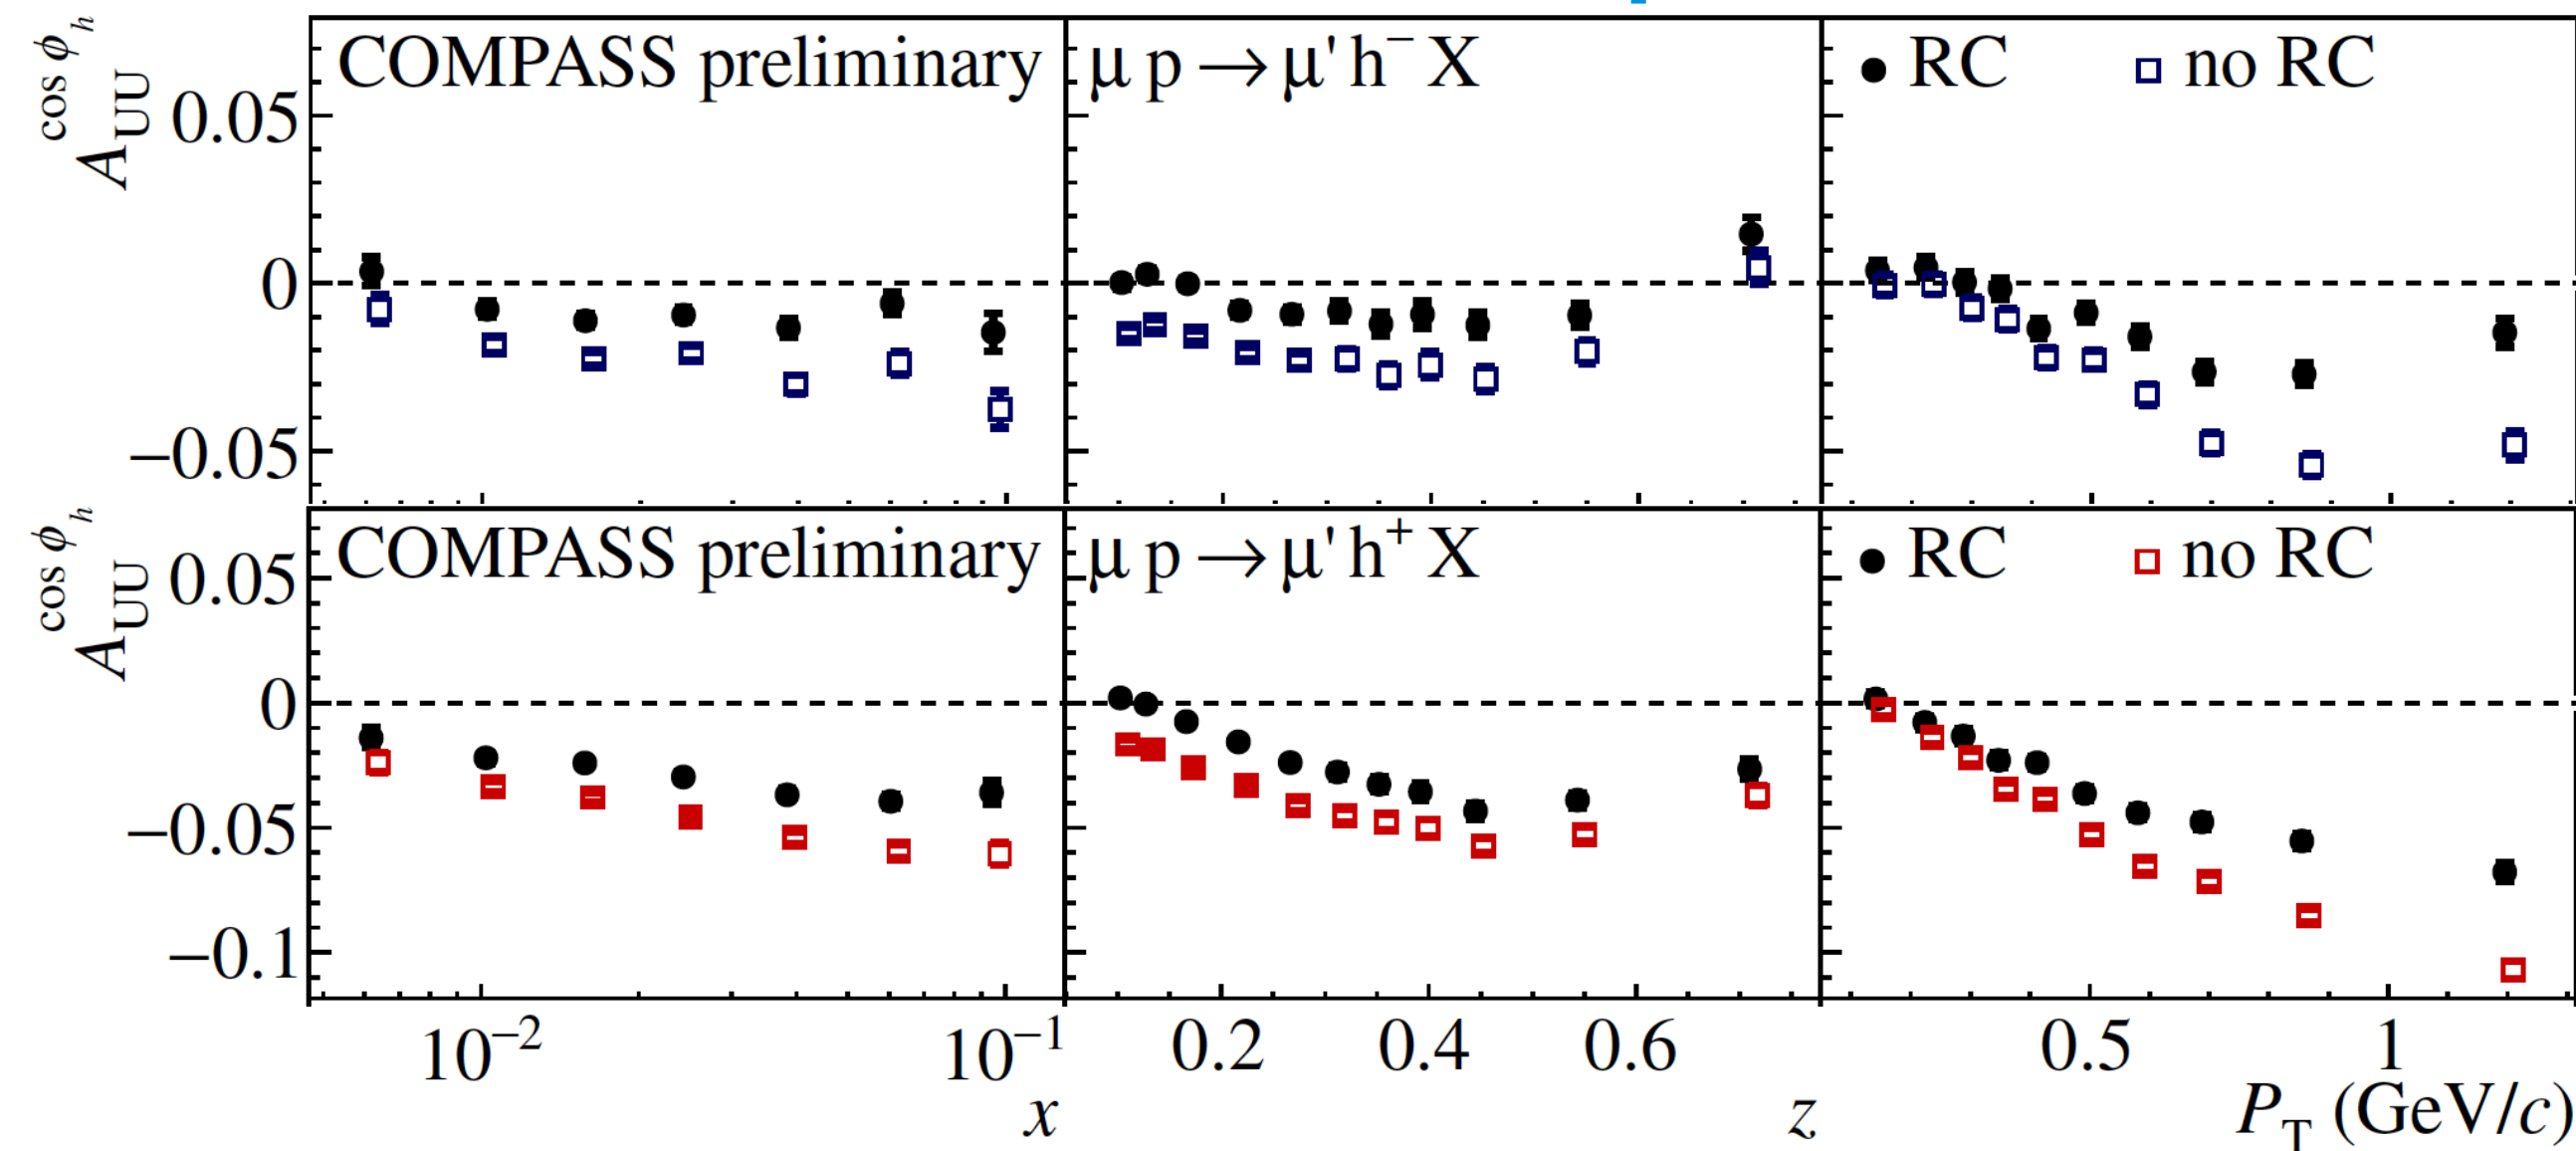 COMPASS preliminary
μ p → μ' h⁻ X
RC
no RC
A_UU^cos ϕ_h
0.05
0
−0.05
COMPASS preliminary
μ p → μ' h⁺ X
RC
no RC
A_UU^cos ϕ_h
0.05
0
−0.05
−0.1
10⁻² 10⁻¹
x
0.2 0.4 0.6
z
0.5 1
P_T (GeV/c)